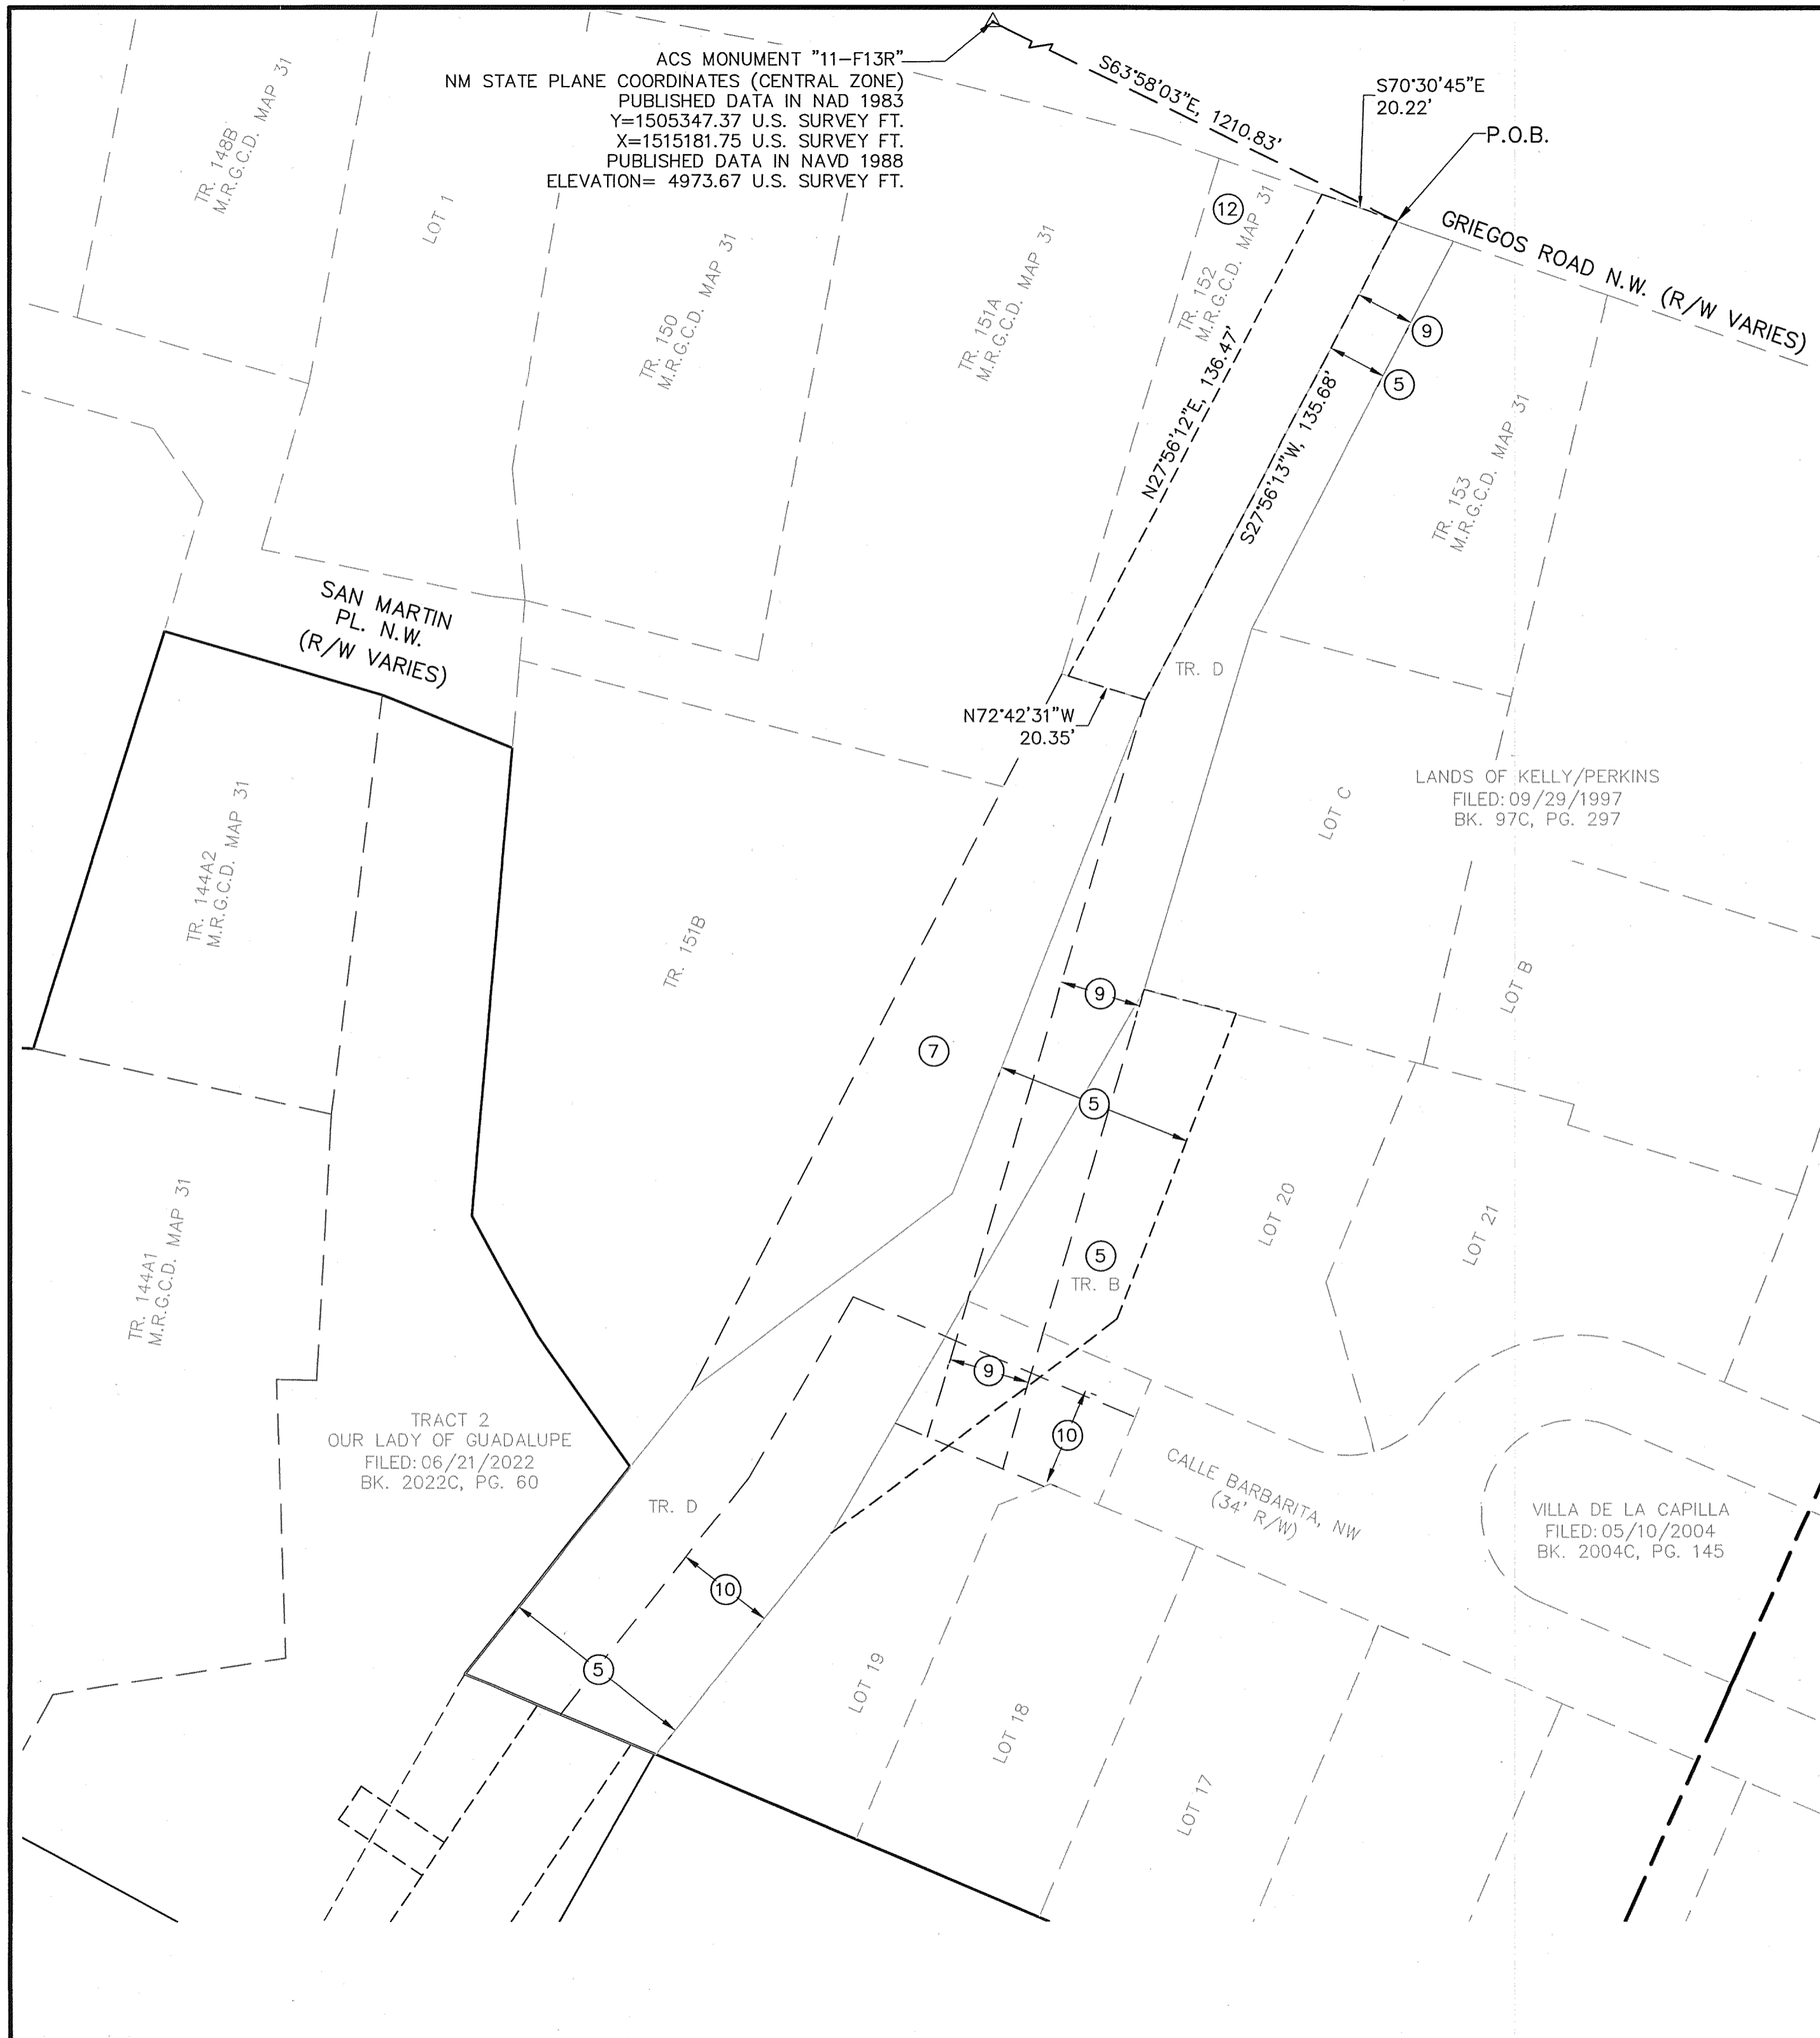 ACS MONUMENT "11-F13R"
NM STATE PLANE COORDINATES (CENTRAL ZONE)
PUBLISHED DATA IN NAD 1983
Y=1505347.37 U.S. SURVEY FT.
X=1515181.75 U.S. SURVEY FT.
PUBLISHED DATA IN NAVD 1988
ELEVATION= 4973.67 U.S. SURVEY FT.
S63°58'03"E, 1210.83'
S70°30'45"E
20.22'
P.O.B.
GRIEGOS ROAD N.W. (R/W VARIES)
TR. 148B
M.R.G.C.D. MAP 31
LOT 1
TR. 150
M.R.G.C.D. MAP 31
TR. 151A
M.R.G.C.D. MAP 31
12
TR. 152
M.R.G.C.D. MAP 31
N27°56'12"E, 136.47'
S27°56'13"W, 135.68'
9
5
TR. 153
M.R.G.C.D. MAP 31
SAN MARTIN
PL. N.W.
(R/W VARIES)
TR. D
N72°42'31"W
20.35'
LANDS OF KELLY/PERKINS
FILED: 09/29/1997
BK. 97C, PG. 297
LOT C
TR. 144A2
M.R.G.C.D. MAP 31
TR. 151B
LOT B
9
7
5
TR. 144A1
M.R.G.C.D. MAP 31
LOT 20
LOT 21
5
TR. B
9
10
TRACT 2
OUR LADY OF GUADALUPE
FILED: 06/21/2022
BK. 2022C, PG. 60
TR. D
CALLE BARBARITA, NW
(34' R/W)
VILLA DE LA CAPILLA
FILED: 05/10/2004
BK. 2004C, PG. 145
10
5
LOT 19
LOT 18
LOT 17